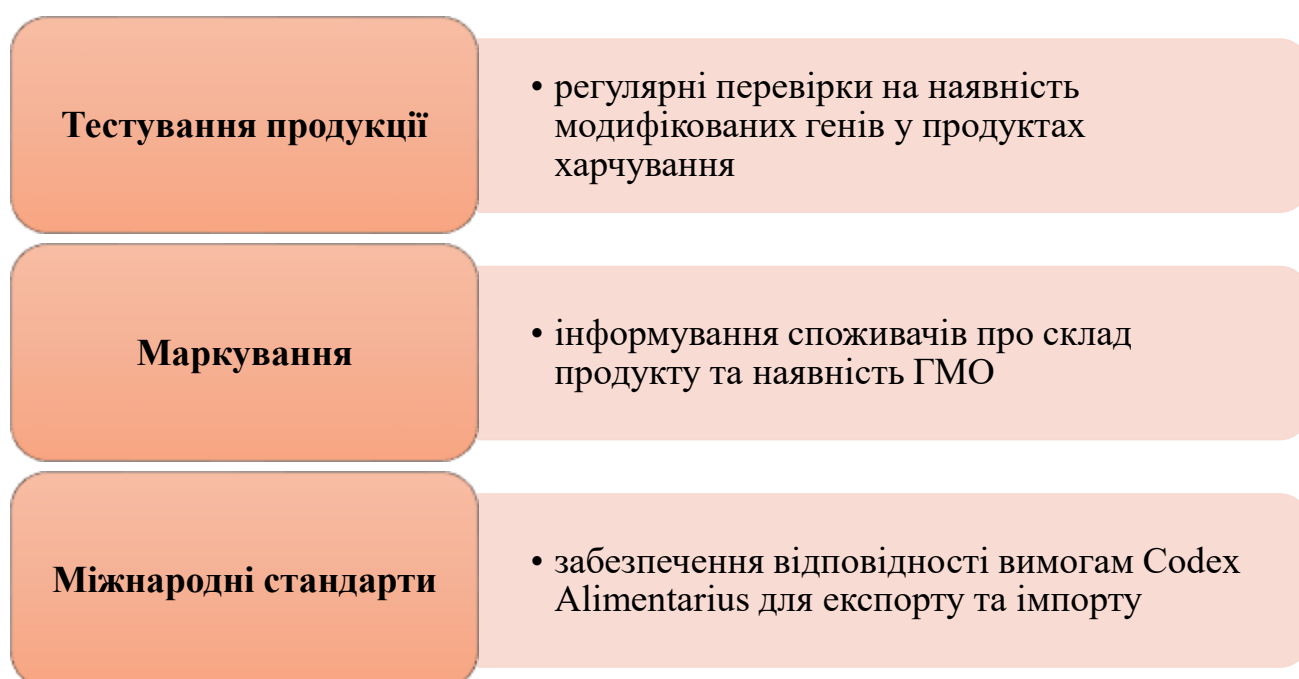 Тестування продукції
• регулярні перевірки на наявність
модифікованих генів у продуктах
харчування
Маркування
• інформування споживачів про склад
продукту та наявність ГМО
Міжнародні стандарти
• забезпечення відповідності вимогам Codex
Alimentarius для експорту та імпорту